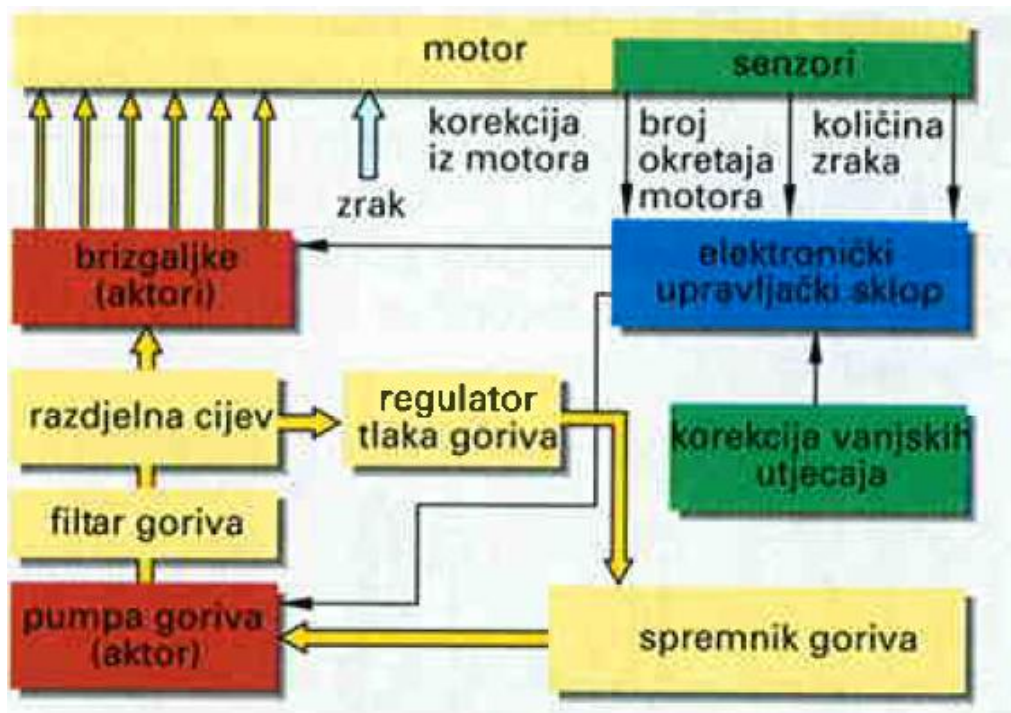 motor
senzori
korekcija
iz motora
broj
okretaja
motora
količina
zraka
zrak
brizgaljke
(aktori)
elektronički
upravljački sklop
razdjelna cijev
regulator
tlaka goriva
korekcija vanjskih
utjecaja
filtar goriva
pumpa goriva
(aktor)
spremnik goriva